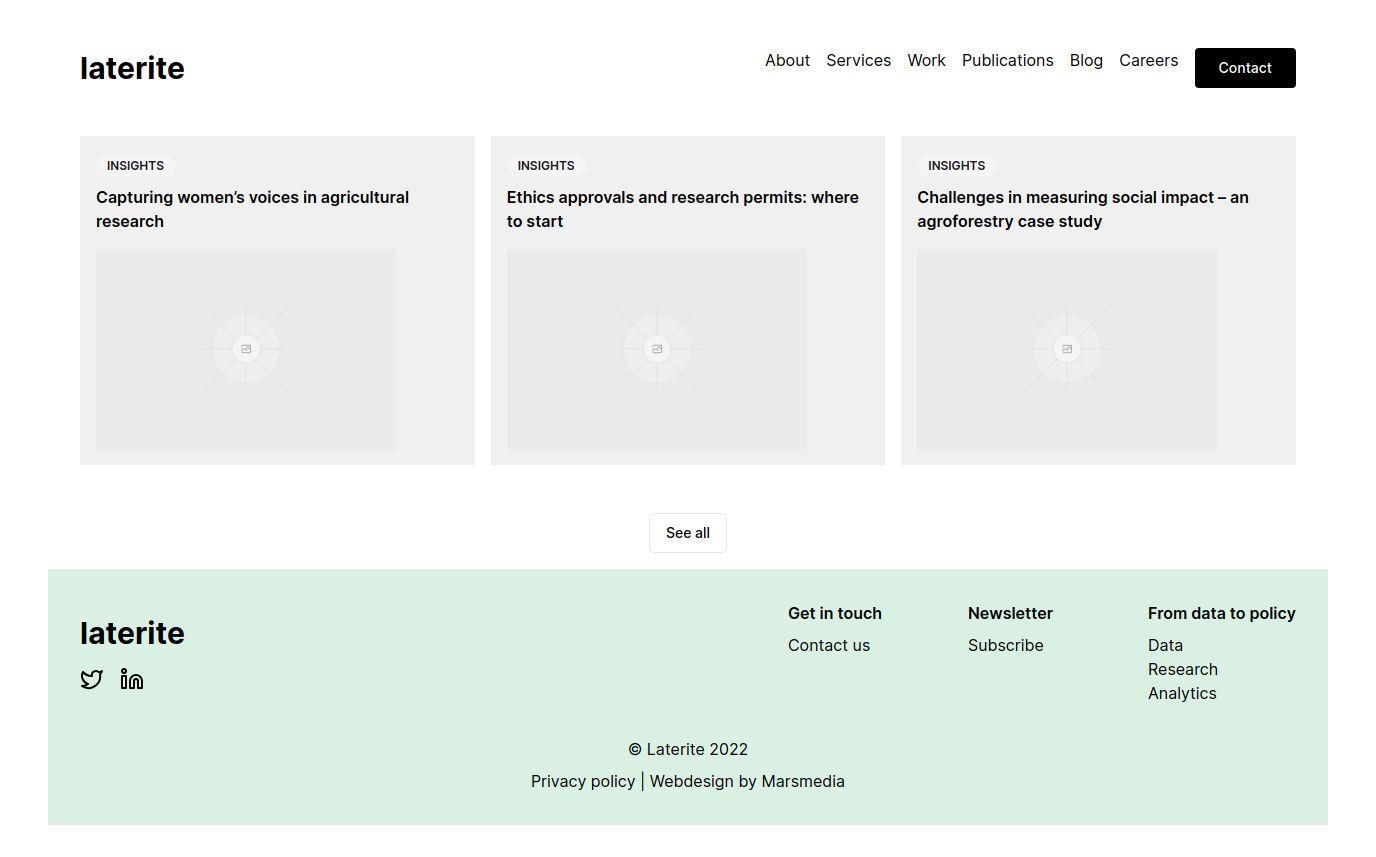 laterite
About Services Work Publications Blog Careers Contact
INSIGHTS
Capturing women’s voices in agricultural
research
INSIGHTS
Ethics approvals and research permits: where
to start
INSIGHTS
Challenges in measuring social impact – an
agroforestry case study
See all
laterite
Get in touch
Contact us
Newsletter
Subscribe
From data to policy
Data
Research
Analytics
© Laterite 2022
Privacy policy | Webdesign by Marsmedia